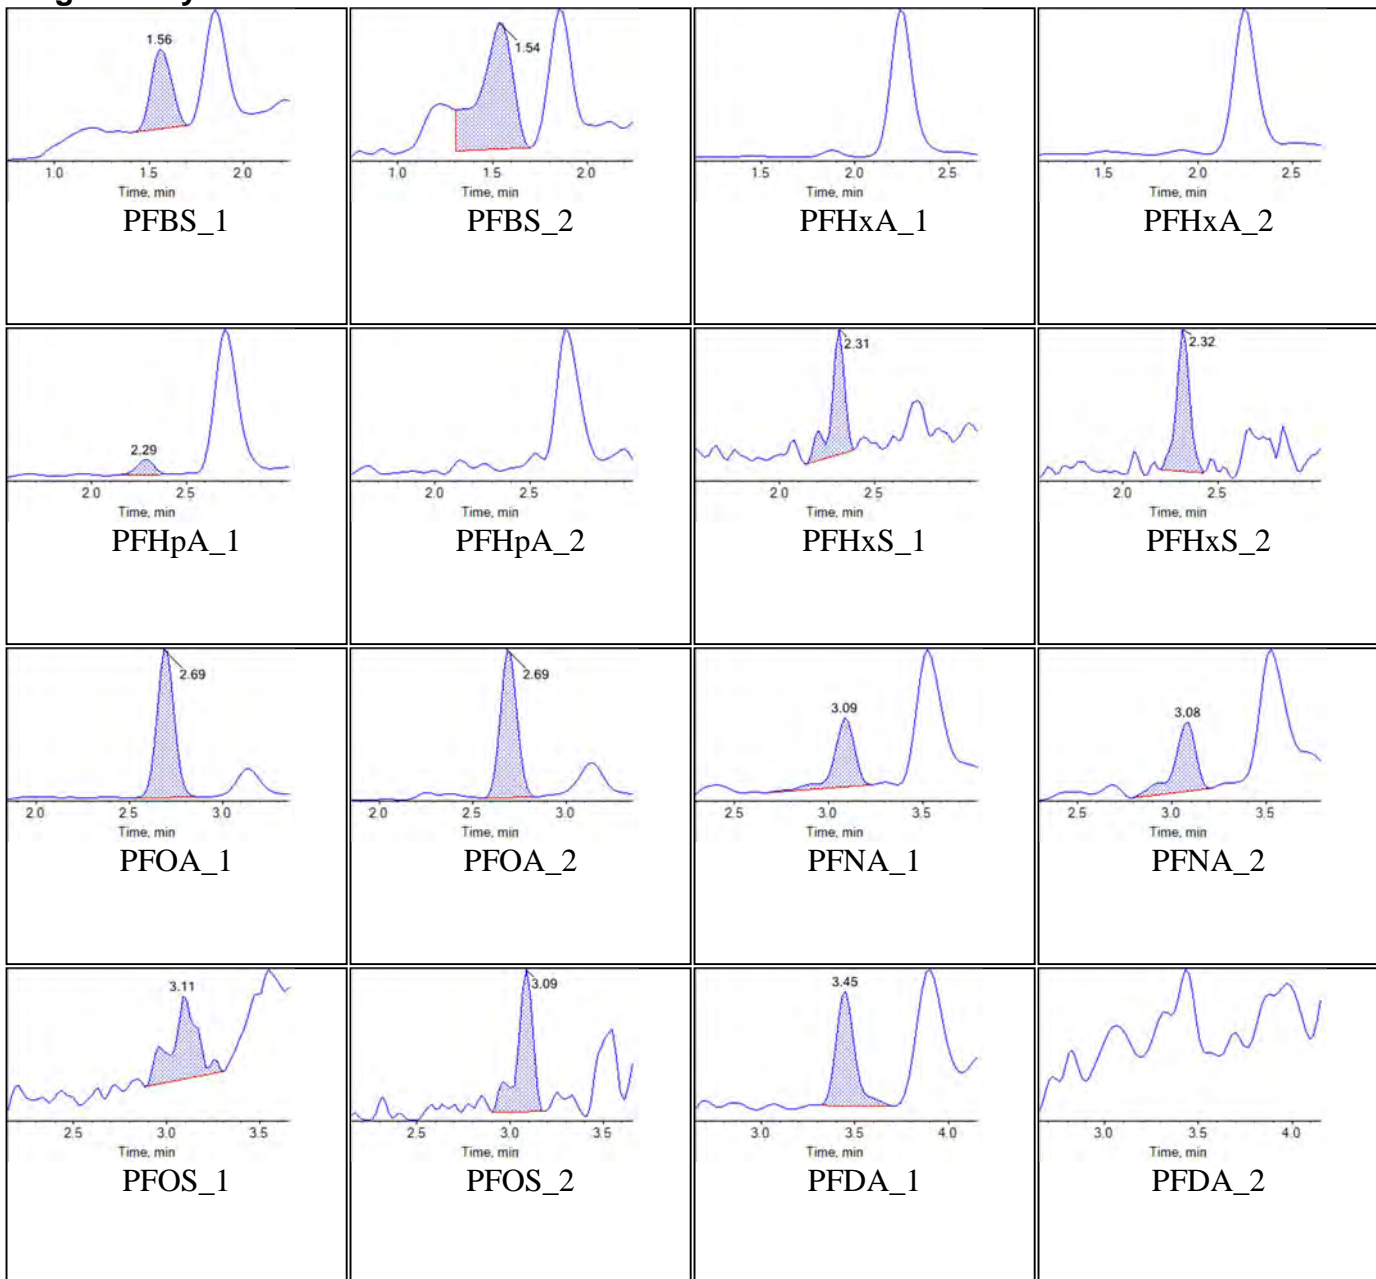 1.56
1.0 1.5 2.0
Time, min
PFBS_1
1.54
1.0 1.5 2.0
Time, min
PFBS_2
1.5 2.0 2.5
Time, min
PFHxA_1
1.5 2.0 2.5
Time, min
PFHxA_2
2.29
2.0 2.5
Time, min
PFHpA_1
2.0 2.5
Time, min
PFHpA_2
2.31
2.0 2.5
Time, min
PFHxS_1
2.32
2.0 2.5
Time, min
PFHxS_2
2.69
2.0 2.5 3.0
Time, min
PFOA_1
2.69
2.0 2.5 3.0
Time, min
PFOA_2
3.09
2.5 3.0 3.5
Time, min
PFNA_1
3.08
2.5 3.0 3.5
Time, min
PFNA_2
3.11
2.5 3.0 3.5
Time, min
PFOS_1
3.09
2.5 3.0 3.5
Time, min
PFOS_2
3.45
3.0 3.5 4.0
Time, min
PFDA_1
3.0 3.5 4.0
Time, min
PFDA_2